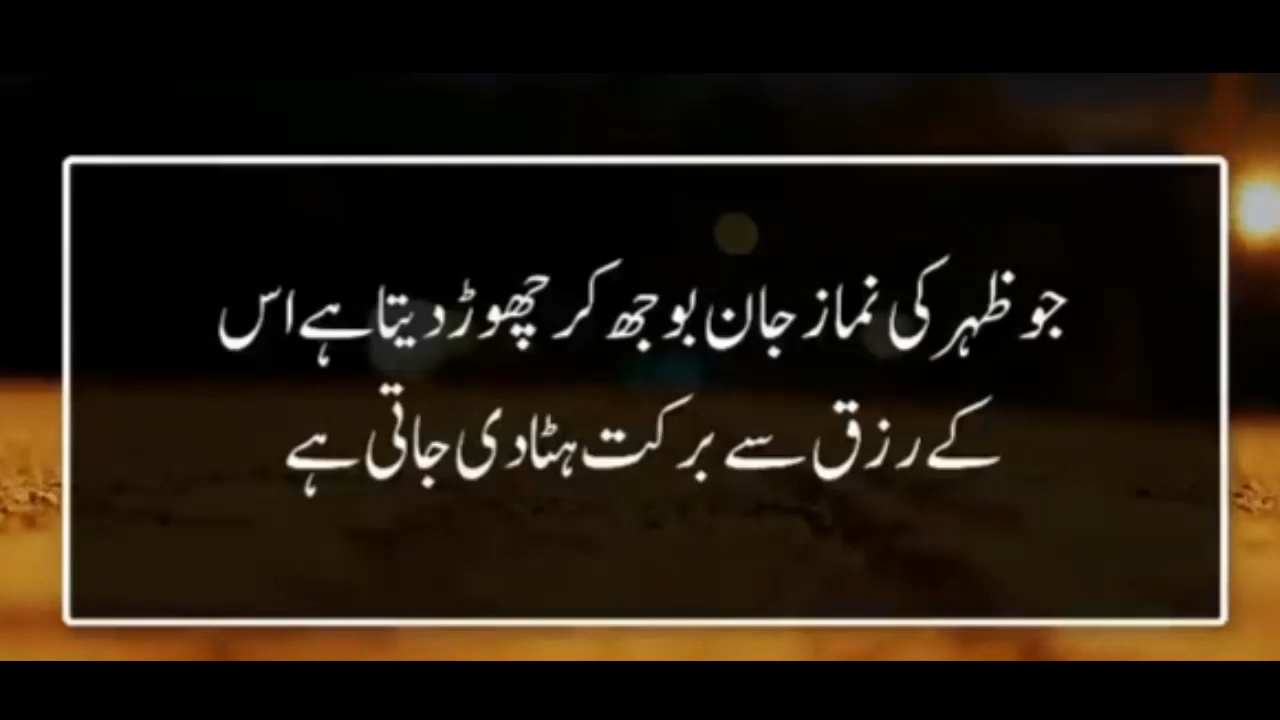 جو ظہر کی نماز جان بوجھ کر چھوڑ دیتا ہے اس
کے رزق سے برکت ہٹا دی جاتی ہے